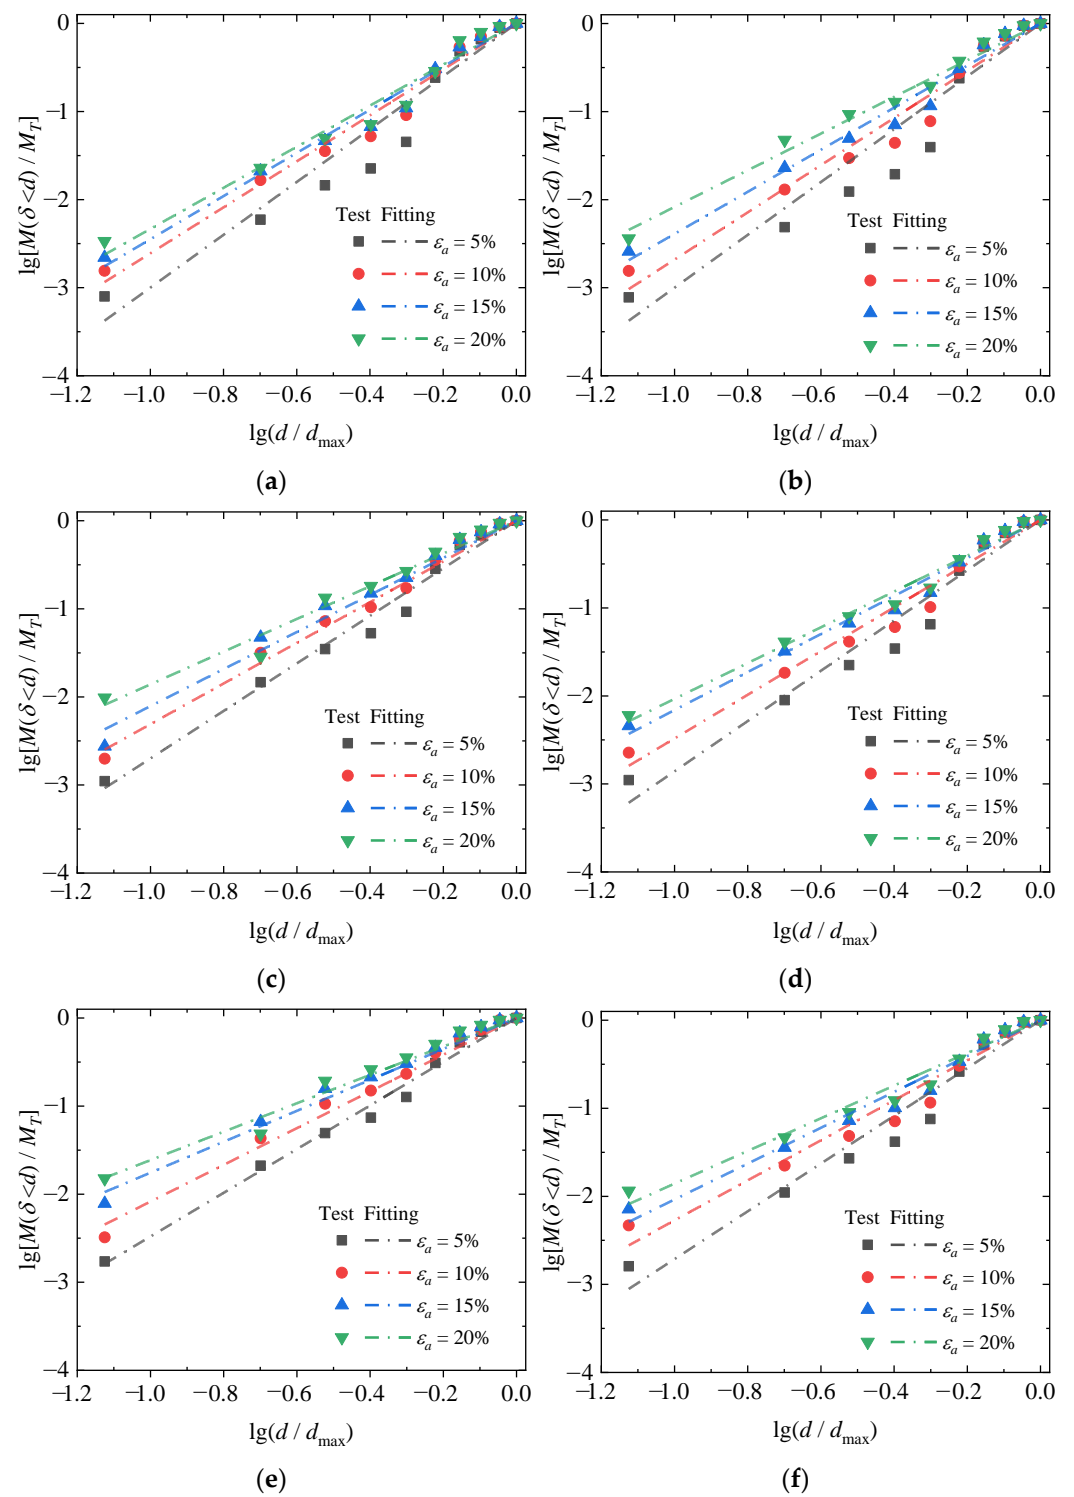 0
−1
−2
−3
−4
lg[M(δ<d) / M_T]
Test Fitting
ε_a = 5%
ε_a = 10%
ε_a = 15%
ε_a = 20%
−1.2 −1.0 −0.8 −0.6 −0.4 −0.2 0.0
lg(d / d_max)
(a)
0
−1
−2
−3
−4
lg[M(δ<d) / M_T]
Test Fitting
ε_a = 5%
ε_a = 10%
ε_a = 15%
ε_a = 20%
−1.2 −1.0 −0.8 −0.6 −0.4 −0.2 0.0
lg(d / d_max)
(b)
0
−1
−2
−3
−4
lg[M(δ<d) / M_T]
Test Fitting
ε_a = 5%
ε_a = 10%
ε_a = 15%
ε_a = 20%
−1.2 −1.0 −0.8 −0.6 −0.4 −0.2 0.0
lg(d / d_max)
(c)
0
−1
−2
−3
−4
lg[M(δ<d) / M_T]
Test Fitting
ε_a = 5%
ε_a = 10%
ε_a = 15%
ε_a = 20%
−1.2 −1.0 −0.8 −0.6 −0.4 −0.2 0.0
lg(d / d_max)
(d)
0
−1
−2
−3
−4
lg[M(δ<d) / M_T]
Test Fitting
ε_a = 5%
ε_a = 10%
ε_a = 15%
ε_a = 20%
−1.2 −1.0 −0.8 −0.6 −0.4 −0.2 0.0
lg(d / d_max)
(e)
0
−1
−2
−3
−4
lg[M(δ<d) / M_T]
Test Fitting
ε_a = 5%
ε_a = 10%
ε_a = 15%
ε_a = 20%
−1.2 −1.0 −0.8 −0.6 −0.4 −0.2 0.0
lg(d / d_max)
(f)